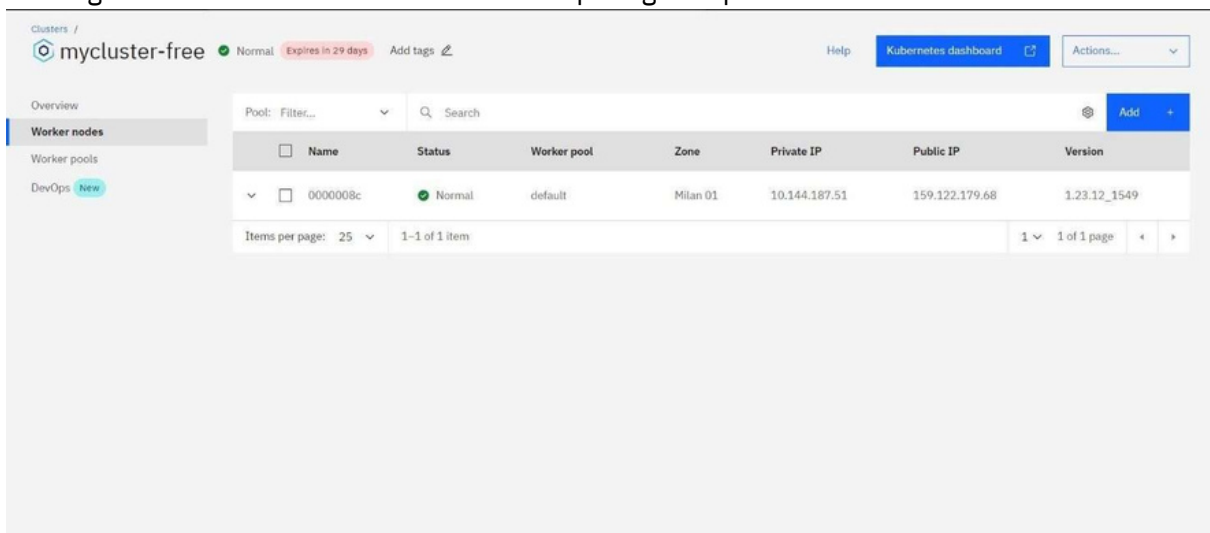 Clusters /
mycluster-free Normal Expires in 29 days Add tags Help Kubernetes dashboard Actions...
Overview
Worker nodes
Worker pools
DevOps New
Pool: Filter... Search Add +
Name Status Worker pool Zone Private IP Public IP Version
0000008c Normal default Milan 01 10.144.187.51 159.122.179.68 1.23.12_1549
Items per page: 25 1–1 of 1 item 1 1 of 1 page